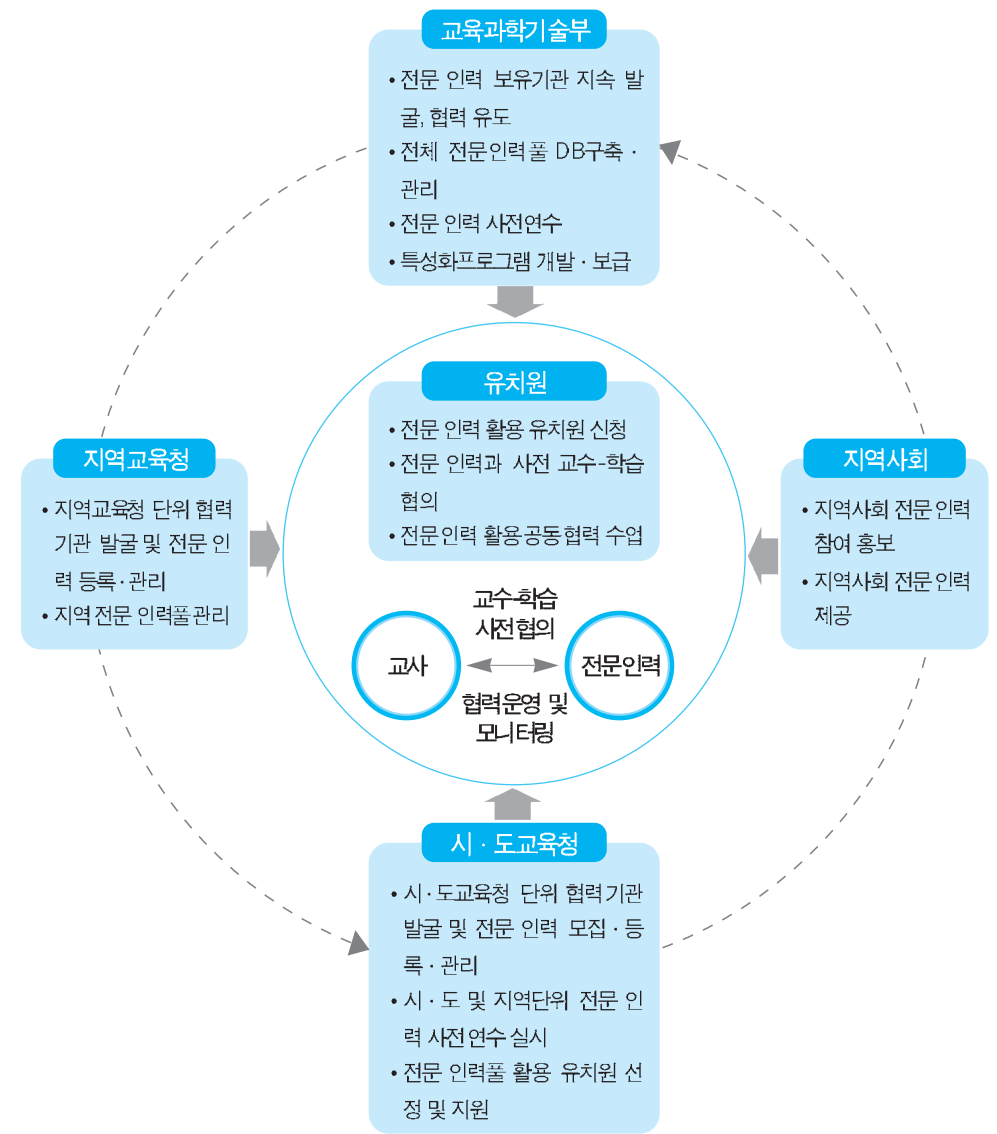 교육과학기술부
• 전문 인력 보유기관 지속 발
굴, 협력 유도
• 전체 전문인력풀 DB구축 ·
관리
• 전문 인력 사전연수
• 특성화프로그램 개발 · 보급
유치원
• 전문 인력 활용 유치원 신청
• 전문 인력과 사전 교수-학습
협의
• 전문인력 활용공동협력 수업
지역교육청
• 지역교육청 단위 협력
기관 발굴 및 전문 인
력 등록·관리
• 지역 전문 인력풀관리
지역사회
• 지역사회 전문인력
참여 홍보
• 지역사회 전문인력
제공
교수-학습
사전협의
교사
전문인력
협력운영 및
모니터링
시 · 도교육청
• 시 · 도교육청 단위 협력기관
발굴 및 전문 인력 모집 · 등
록 · 관리
• 시 · 도 및 지역단위 전문 인
력 사전연수 실시
• 전문 인력풀 활용 유치원 선
정 및 지원